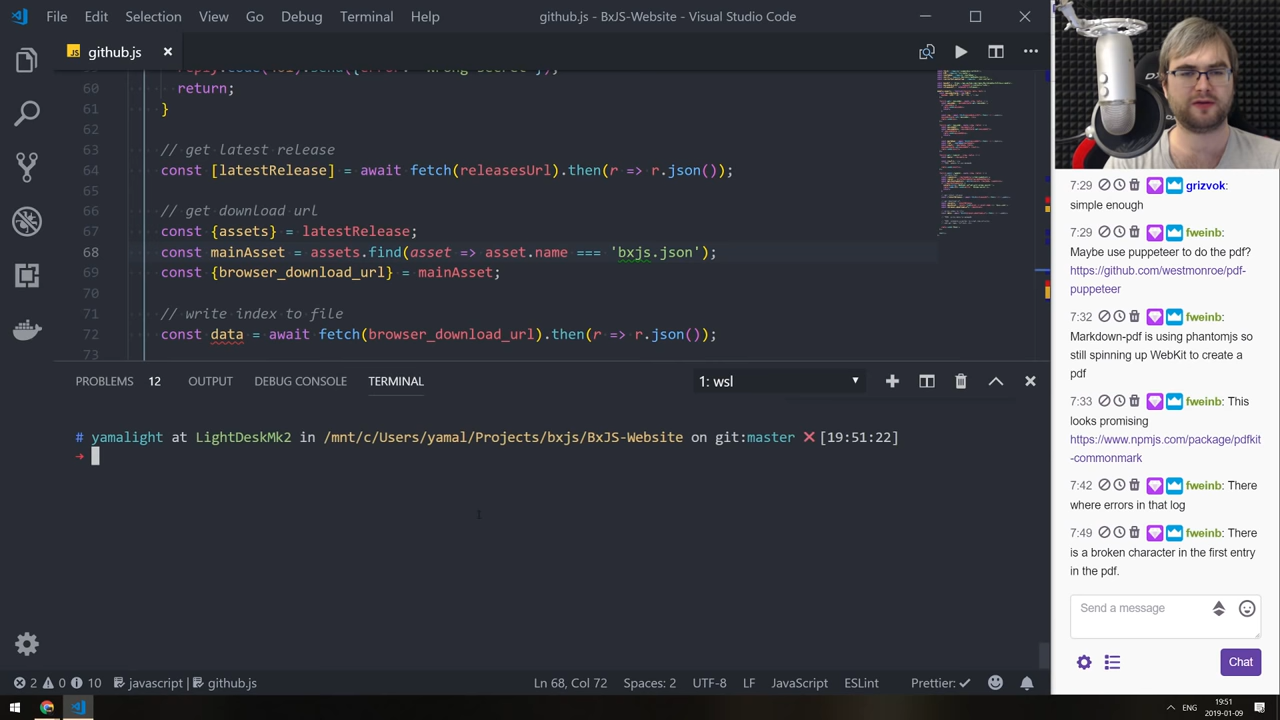 File Edit Selection View Go Debug Terminal Help github.js - BxJS-Website - Visual Studio Code
JS github.js
60 return;
61 }
62
63 get latest release
64 const [latestRelease] = await fetch(releasesUrl).then(r => r.json());
65
66
67 const {assets} = latestRelease;
68 const mainAsset = assets.find(asset => asset.name === 'bxjs.json');
69 const {browser_download_url} = mainAsset;
70
71 // write index to file
72 const data = await fetch(browser_download_url).then(r => r.json());
73
PROBLEMS 12 OUTPUT DEBUG CONSOLE TERMINAL 1: wsl
# yamalight at LightDeskMk2 in /mnt/c/Users/yamal/Projects/bxjs/BxJS-Website on git:master ❌ [19:51:22]
→
2 0 10 javascript | github.js Ln 68, Col 72 Spaces: 2 UTF-8 LF JavaScript ESLint Prettier: ✓
7:29 grizvok:
simple enough
7:29 fweinb:
Maybe use puppeteer to do the pdf?
https://github.com/westmonroe/pdf-
puppeteer
7:32 fweinb:
Markdown-pdf is using phantomjs so
still spinning up WebKit to create a
pdf
7:33 fweinb: This
looks promising
https://www.npmjs.com/package/pdfkit
-commonmark
7:42 fweinb: There
where errors in that log
7:49 fweinb: There
is a broken character in the first entry
in the pdf.
Send a message
Chat
ENG
19:51
2019-01-09